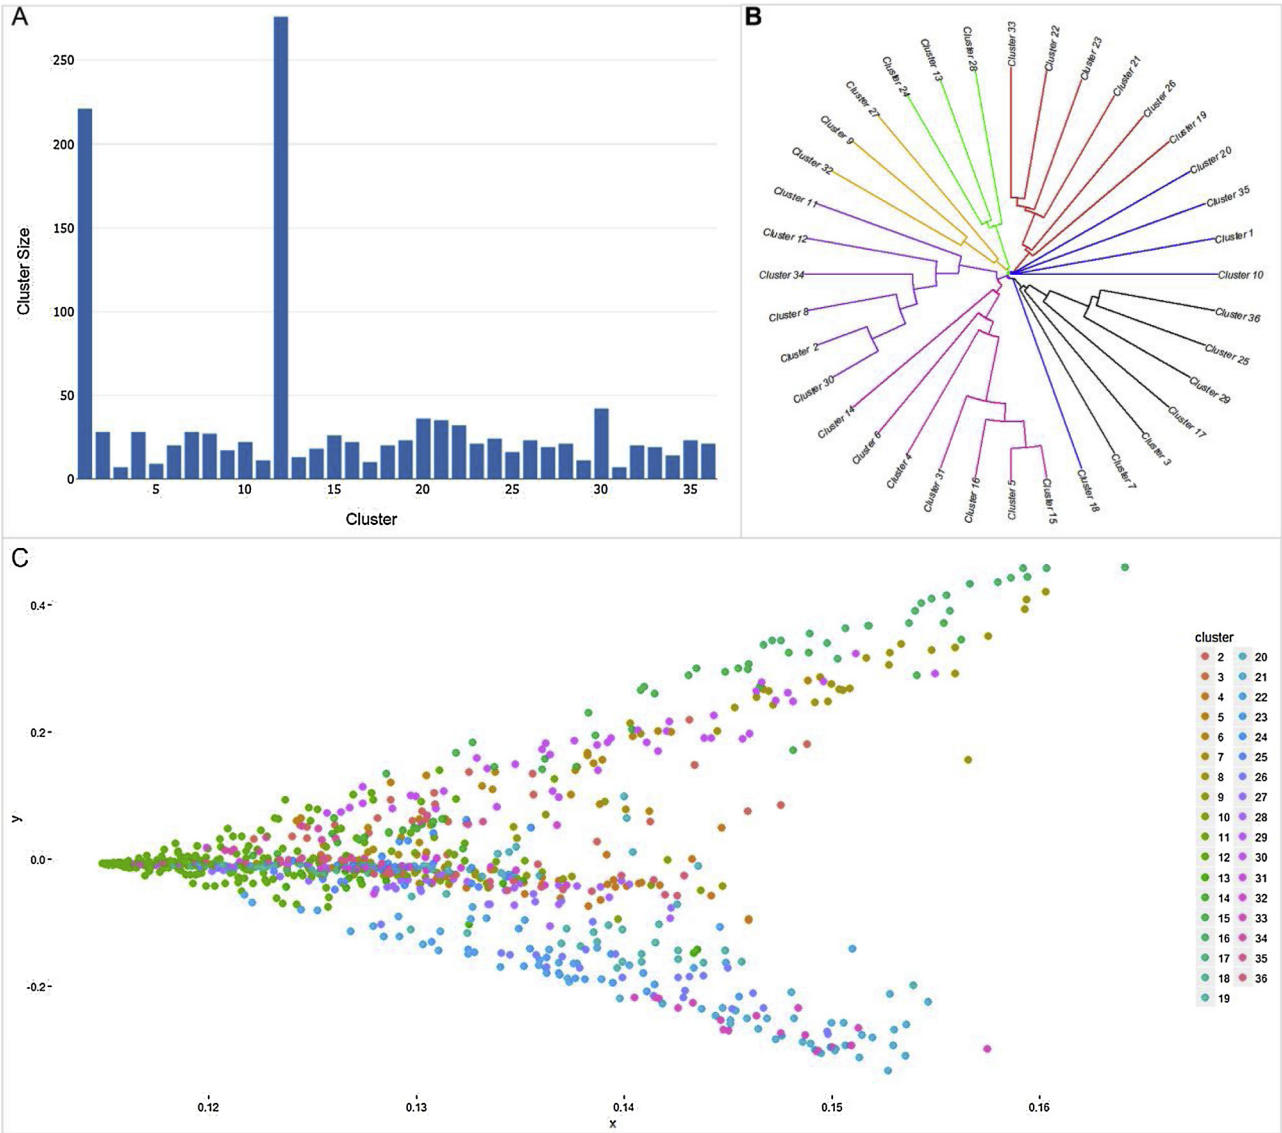 A
Cluster Size
250
200
150
100
50
0
5
10
15
20
25
30
35
Cluster
B
Cluster 33
Cluster 22
Cluster 23
Cluster 21
Cluster 26
Cluster 19
Cluster 20
Cluster 35
Cluster 1
Cluster 10
Cluster 36
Cluster 25
Cluster 29
Cluster 17
Cluster 3
Cluster 7
Cluster 18
Cluster 15
Cluster 5
Cluster 16
Cluster 31
Cluster 4
Cluster 6
Cluster 14
Cluster 30
Cluster 2
Cluster 8
Cluster 34
Cluster 12
Cluster 11
Cluster 32
Cluster 9
Cluster 27
Cluster 24
Cluster 13
Cluster 28
C
y
0.4
0.2
0.0
-0.2
0.12
0.13
0.14
0.15
0.16
x
cluster
2 20
3 21
4 22
5 23
6 24
7 25
8 26
9 27
10 28
11 29
12 30
13 31
14 32
15 33
16 34
17 35
18 36
19